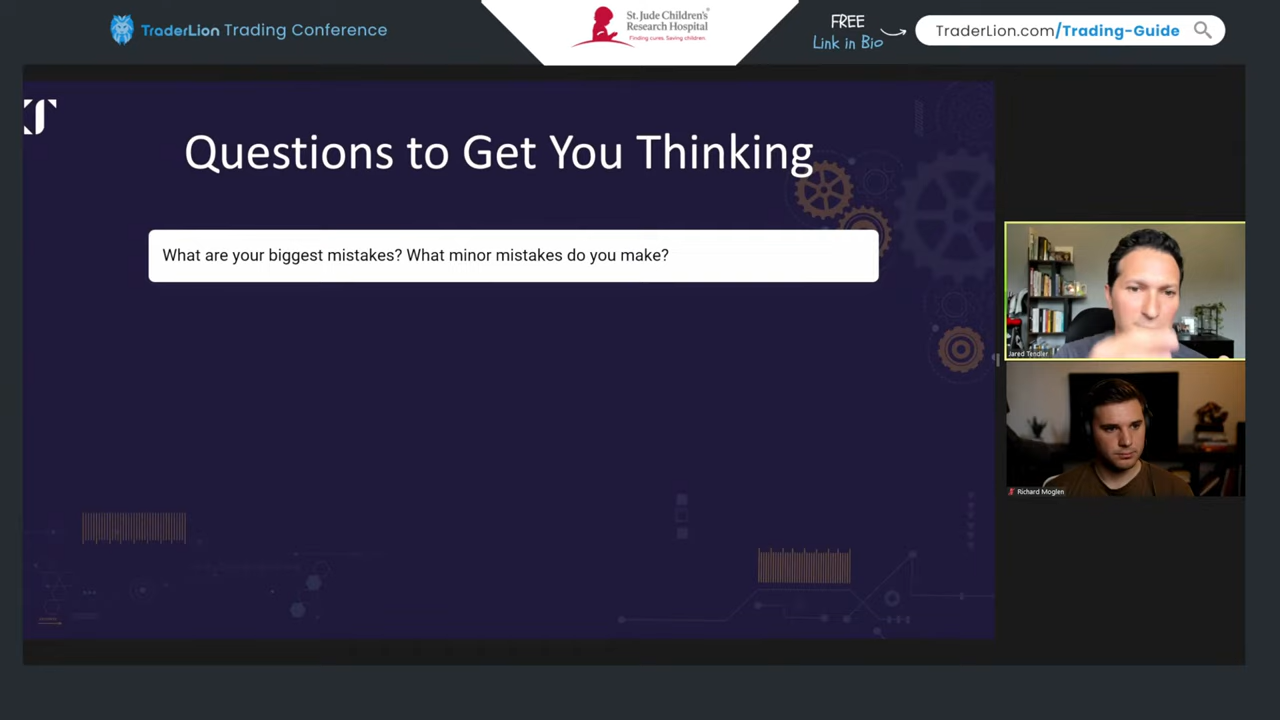 TraderLion Trading Conference
St. Jude Children's
Research Hospital
Finding cures. Saving children.
FREE
Link in Bio
TraderLion.com/Trading-Guide
Questions to Get You Thinking
What are your biggest mistakes? What minor mistakes do you make?
Jared Tendler
Richard Moglen